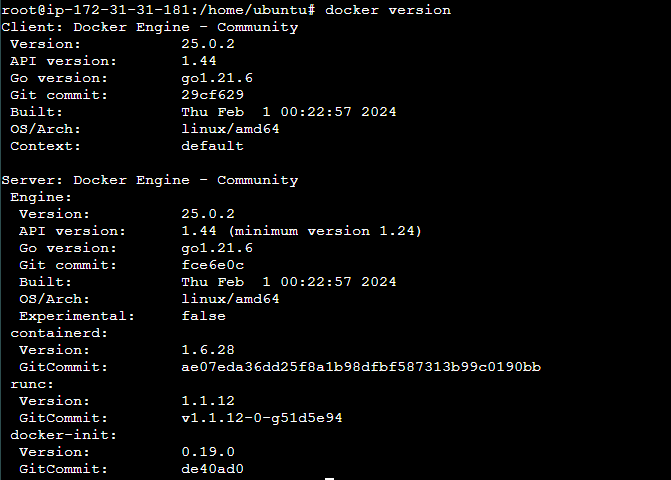 root@ip-172-31-31-181:/home/ubuntu# docker version
Client: Docker Engine - Community
 Version:           25.0.2
 API version:       1.44
 Go version:        go1.21.6
 Git commit:        29cf629
 Built:             Thu Feb  1 00:22:57 2024
 OS/Arch:           linux/amd64
 Context:           default

Server: Docker Engine - Community
 Engine:
  Version:          25.0.2
  API version:      1.44 (minimum version 1.24)
  Go version:       go1.21.6
  Git commit:       fce6e0c
  Built:            Thu Feb  1 00:22:57 2024
  OS/Arch:          linux/amd64
  Experimental:     false
 containerd:
  Version:          1.6.28
  GitCommit:        ae07eda36dd25f8a1b98dfbf587313b99c0190bb
 runc:
  Version:          1.1.12
  GitCommit:        v1.1.12-0-g51d5e94
 docker-init:
  Version:          0.19.0
  GitCommit:        de40ad0